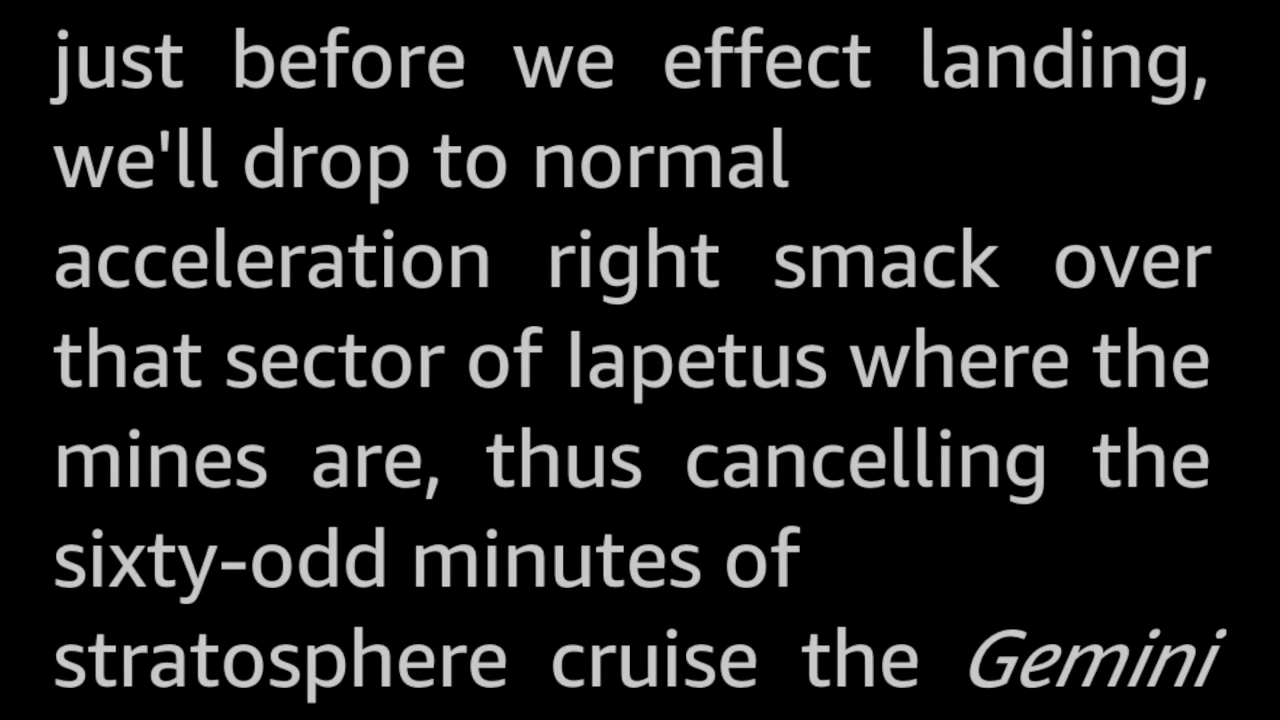 just before we effect landing,
we'll drop to normal
acceleration right smack over
that sector of Iapetus where the
mines are, thus cancelling the
sixty-odd minutes of
stratosphere cruise the Gemini